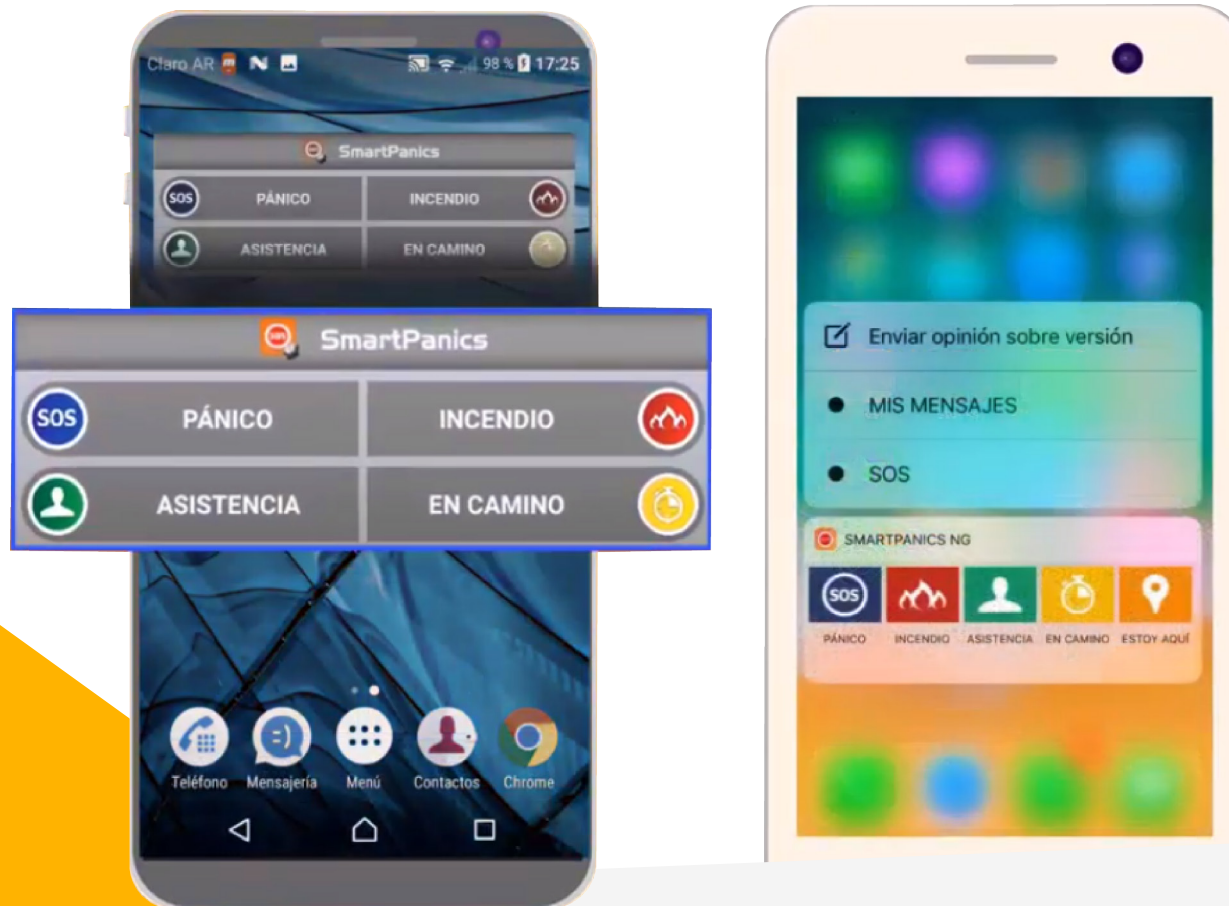 Claro AR
98 % 17:25
SmartPanics
SOS PÁNICO INCENDIO
ASISTENCIA EN CAMINO
SmartPanics
SOS PÁNICO INCENDIO
ASISTENCIA EN CAMINO
Teléfono Mensajería Menú Contactos Chrome
Enviar opinión sobre versión
MIS MENSAJES
SOS
SMARTPANICS NG
SOS
PÁNICO INCENDIO ASISTENCIA EN CAMINO ESTOY AQUÍ